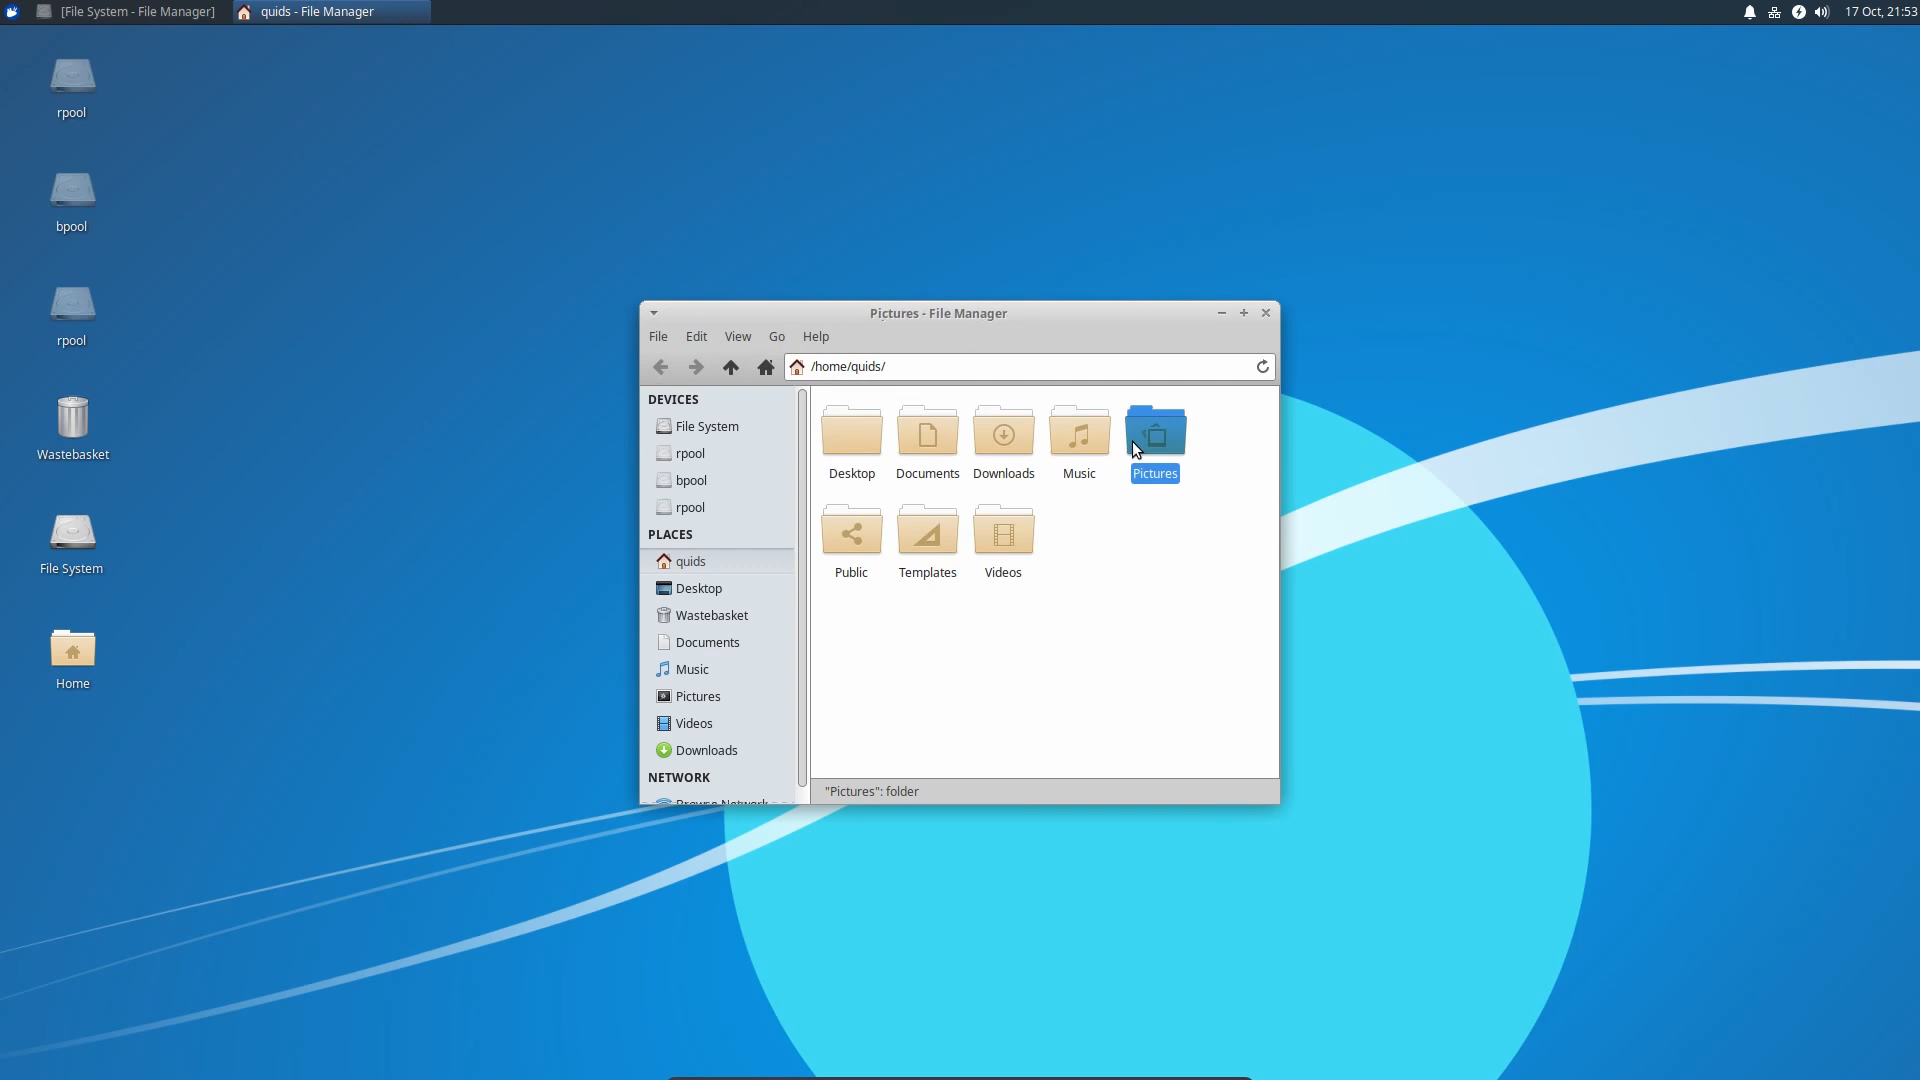 [File System - File Manager]
quids - File Manager
17 Oct, 21:53
rpool
bpool
rpool
Wastebasket
File System
Home
Pictures - File Manager
File Edit View Go Help
/home/quids/
DEVICES
File System
rpool
bpool
rpool
PLACES
quids
Desktop
Wastebasket
Documents
Music
Pictures
Videos
Downloads
NETWORK
Browse Network
Desktop Documents Downloads Music Pictures
Public Templates Videos
"Pictures": folder